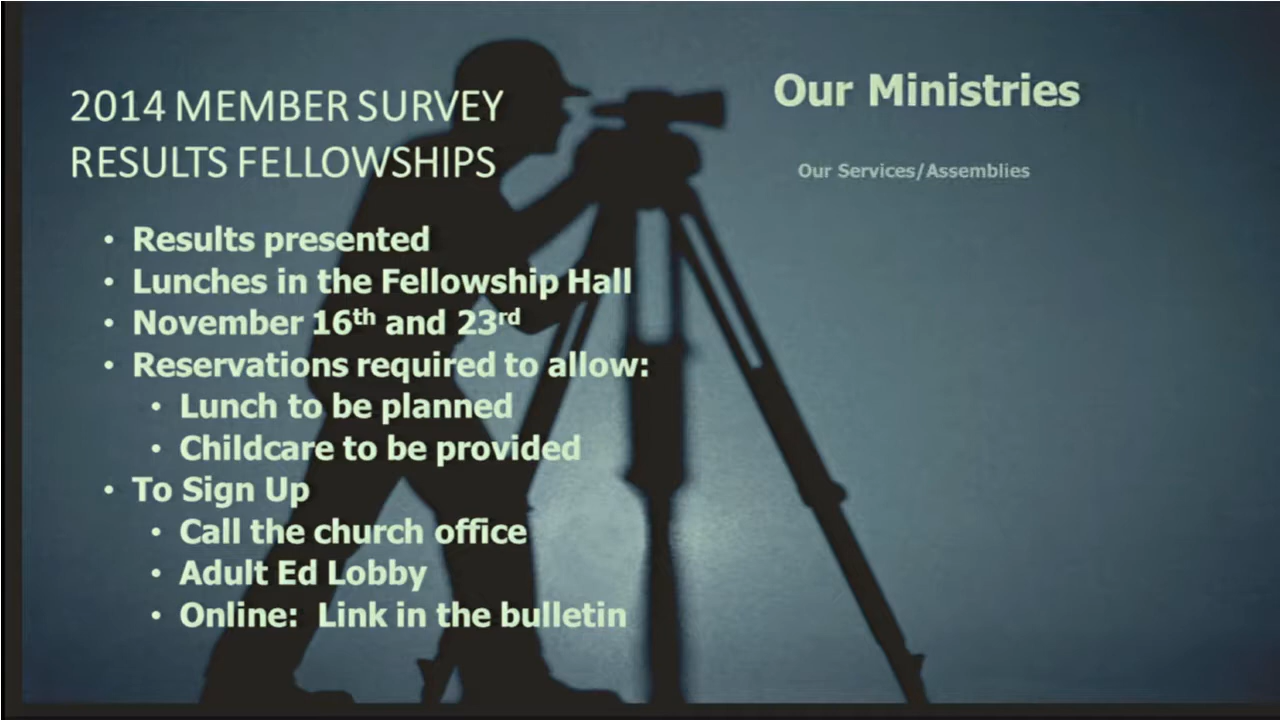 2014 MEMBER SURVEY
RESULTS FELLOWSHIPS
• Results presented
• Lunches in the Fellowship Hall
• November 16th and 23rd
• Reservations required to allow:
• Lunch to be planned
• Childcare to be provided
• To Sign Up
• Call the church office
• Adult Ed Lobby
• Online: Link in the bulletin
Our Ministries
Our Services/Assemblies